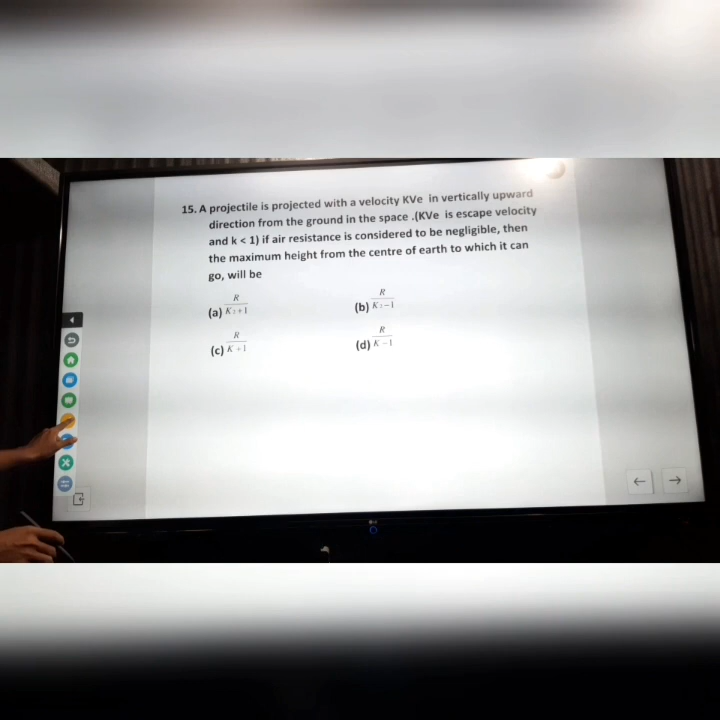 15. A projectile is projected with a velocity KVe in vertically upward
direction from the ground in the space .(KVe is escape velocity
and k < 1) if air resistance is considered to be negligible, then
the maximum height from the centre of earth to which it can
go, will be
(a) R / K:+1
(b) R / K:−1
(c) R / K+1
(d) R / K−1